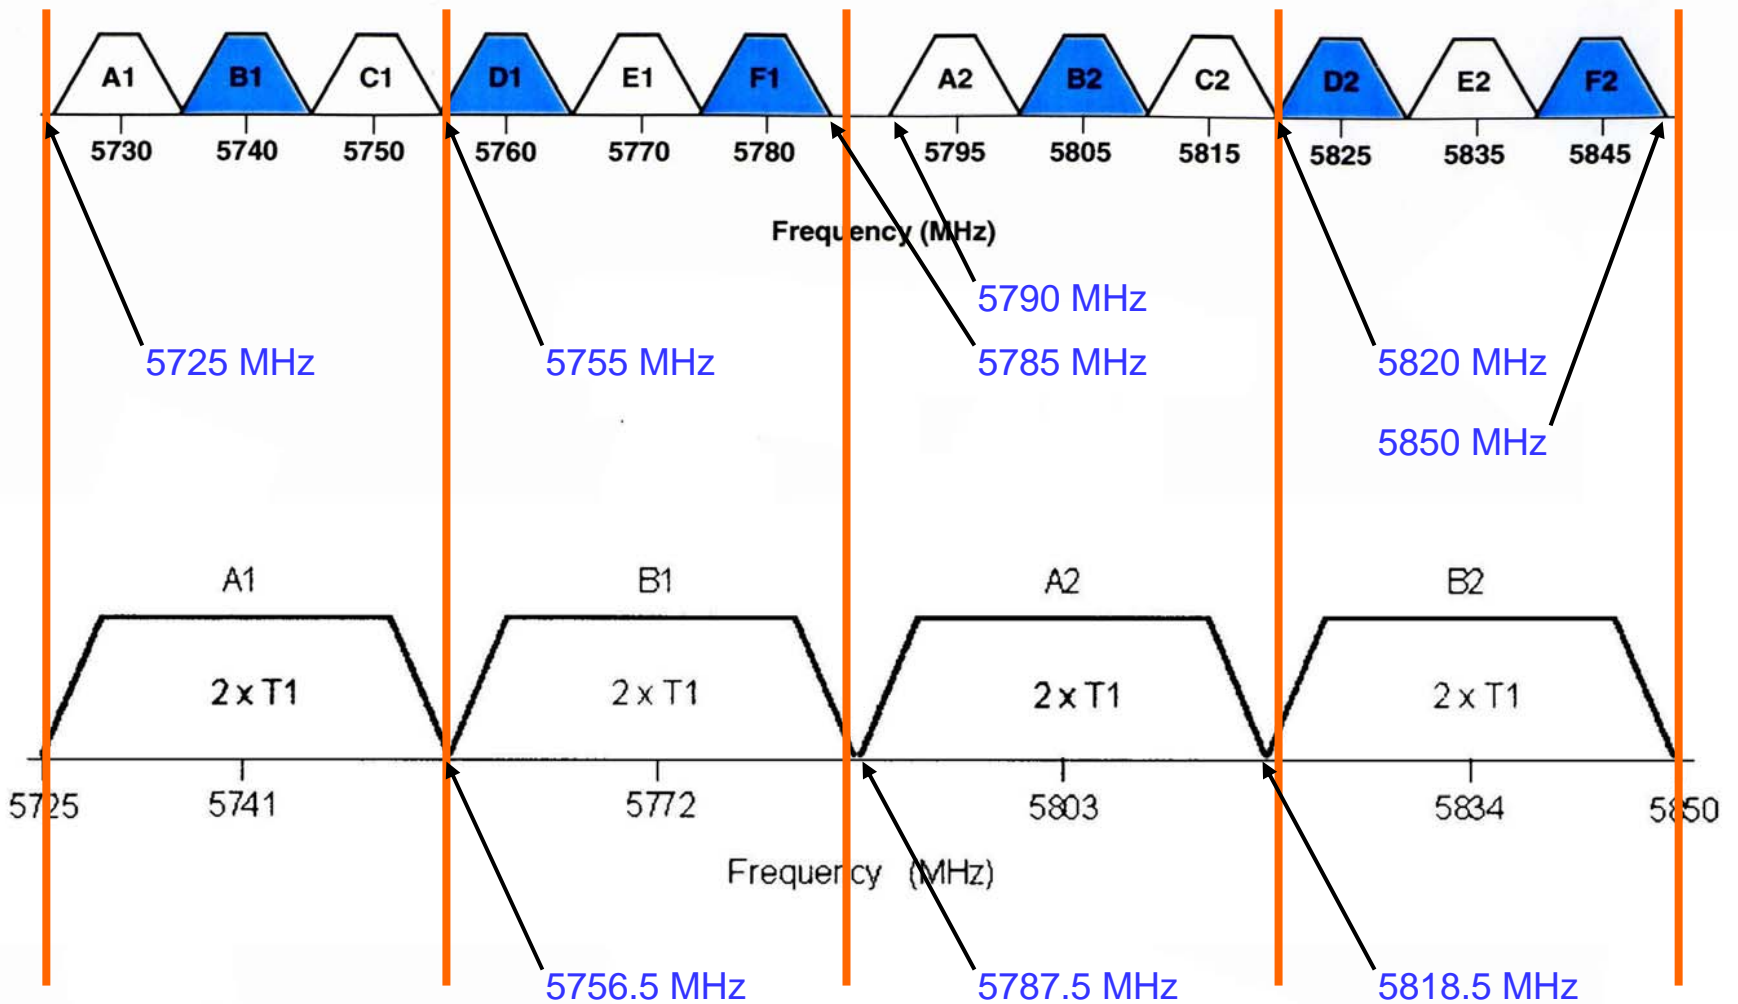 A1 B1 C1 D1 E1 F1 A2 B2 C2 D2 E2 F2
5730 5740 5750 5760 5770 5780 5795 5805 5815 5825 5835 5845
Frequency (MHz)
5790 MHz
5725 MHz 5755 MHz 5785 MHz 5820 MHz
5850 MHz
A1 B1 A2 B2
2 x T1 2 x T1 2 x T1 2 x T1
5725 5741 5772 5803 5834 5850
Frequency (MHz)
5756.5 MHz 5787.5 MHz 5818.5 MHz